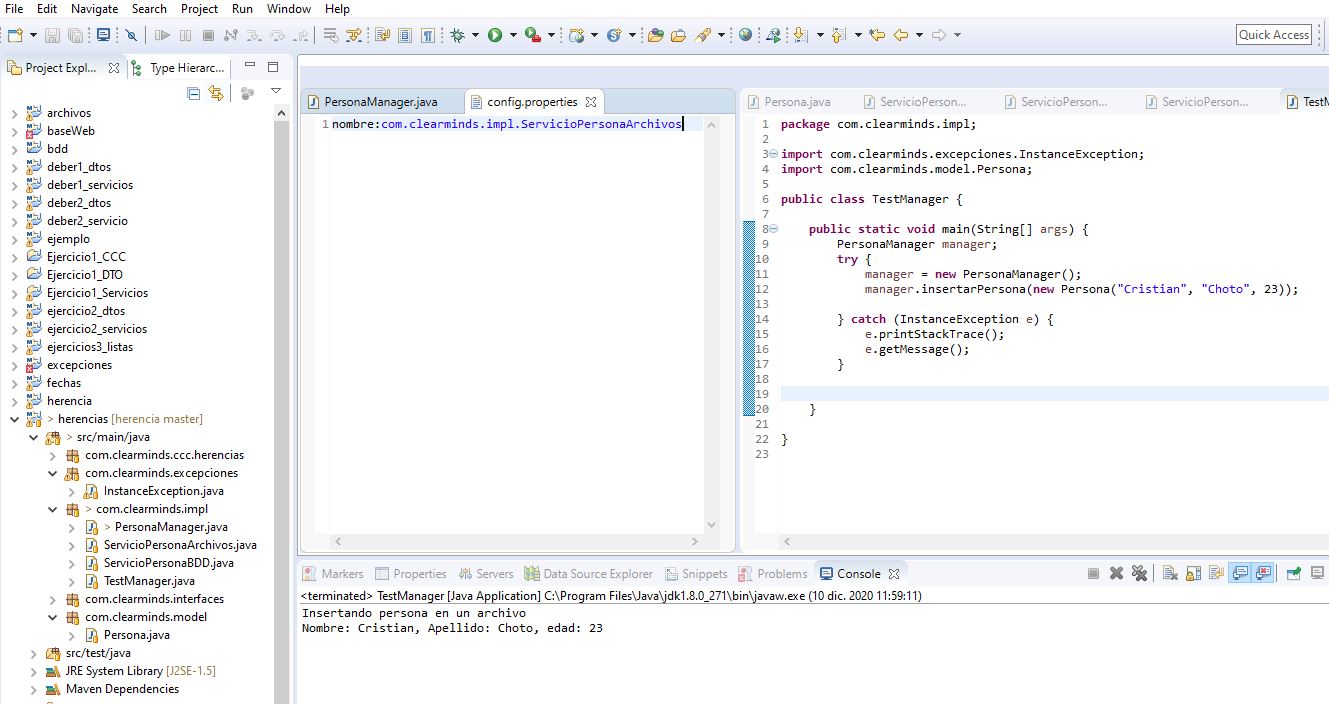 File Edit Navigate Search Project Run Window Help
Quick Access
Project Expl... Type Hierarc...
archivos
baseWeb
bdd
deber1_dtos
deber1_servicios
deber2_dtos
deber2_servicio
ejemplo
Ejercicio1_CCC
Ejercicio1_DTO
Ejercicio1_Servicios
ejercicio2_dtos
ejercicio2_servicios
ejercicios3_listas
excepciones
fechas
herencia
> herencias [herencia master]
> src/main/java
com.clearminds.ccc.herencias
com.clearminds.excepciones
InstanceException.java
> com.clearminds.impl
> PersonaManager.java
ServicioPersonaArchivos.java
ServicioPersonaBDD.java
TestManager.java
com.clearminds.interfaces
com.clearminds.model
Persona.java
src/test/java
JRE System Library [J2SE-1.5]
Maven Dependencies
PersonaManager.java config.properties
1 nombre:com.clearminds.impl.ServicioPersonaArchivos
Persona.java ServicioPerson... ServicioPerson... ServicioPerson... TestM
1 package com.clearminds.impl;
2
3 import com.clearminds.excepciones.InstanceException;
4 import com.clearminds.model.Persona;
5
6 public class TestManager {
7
8 public static void main(String[] args) {
9 PersonaManager manager;
10 try {
11 manager = new PersonaManager();
12 manager.insertarPersona(new Persona("Cristian", "Choto", 23));
13
14 } catch (InstanceException e) {
15 e.printStackTrace();
16 e.getMessage();
17 }
18
19
20 }
21
22 }
23
Markers Properties Servers Data Source Explorer Snippets Problems Console
<terminated> TestManager [Java Application] C:\Program Files\Java\jdk1.8.0_271\bin\javaw.exe (10 dic. 2020 11:59:11)
Insertando persona en un archivo
Nombre: Cristian, Apellido: Choto, edad: 23